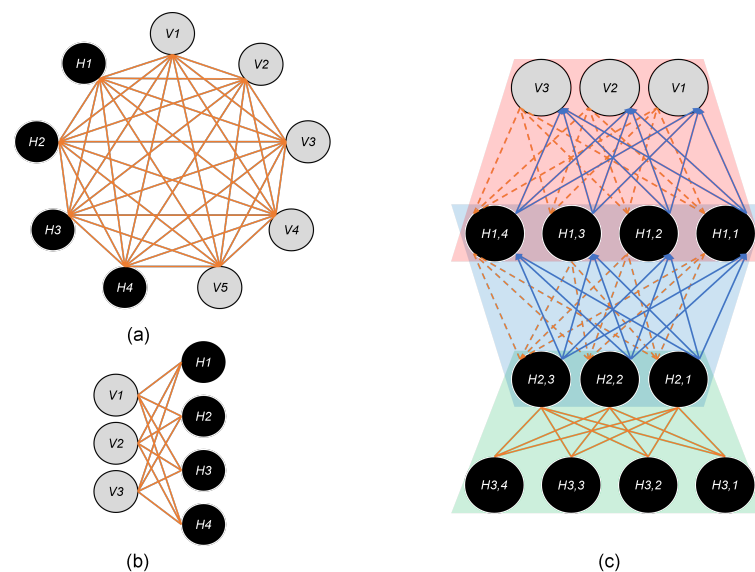 V1
H1
V2
H2
V3
H3
V4
H4
V5
(a)
H1
V1
H2
V2
H3
V3
H4
(b)
V3 V2 V1
H1,4 H1,3 H1,2 H1,1
H2,3 H2,2 H2,1
H3,4 H3,3 H3,2 H3,1
(c)